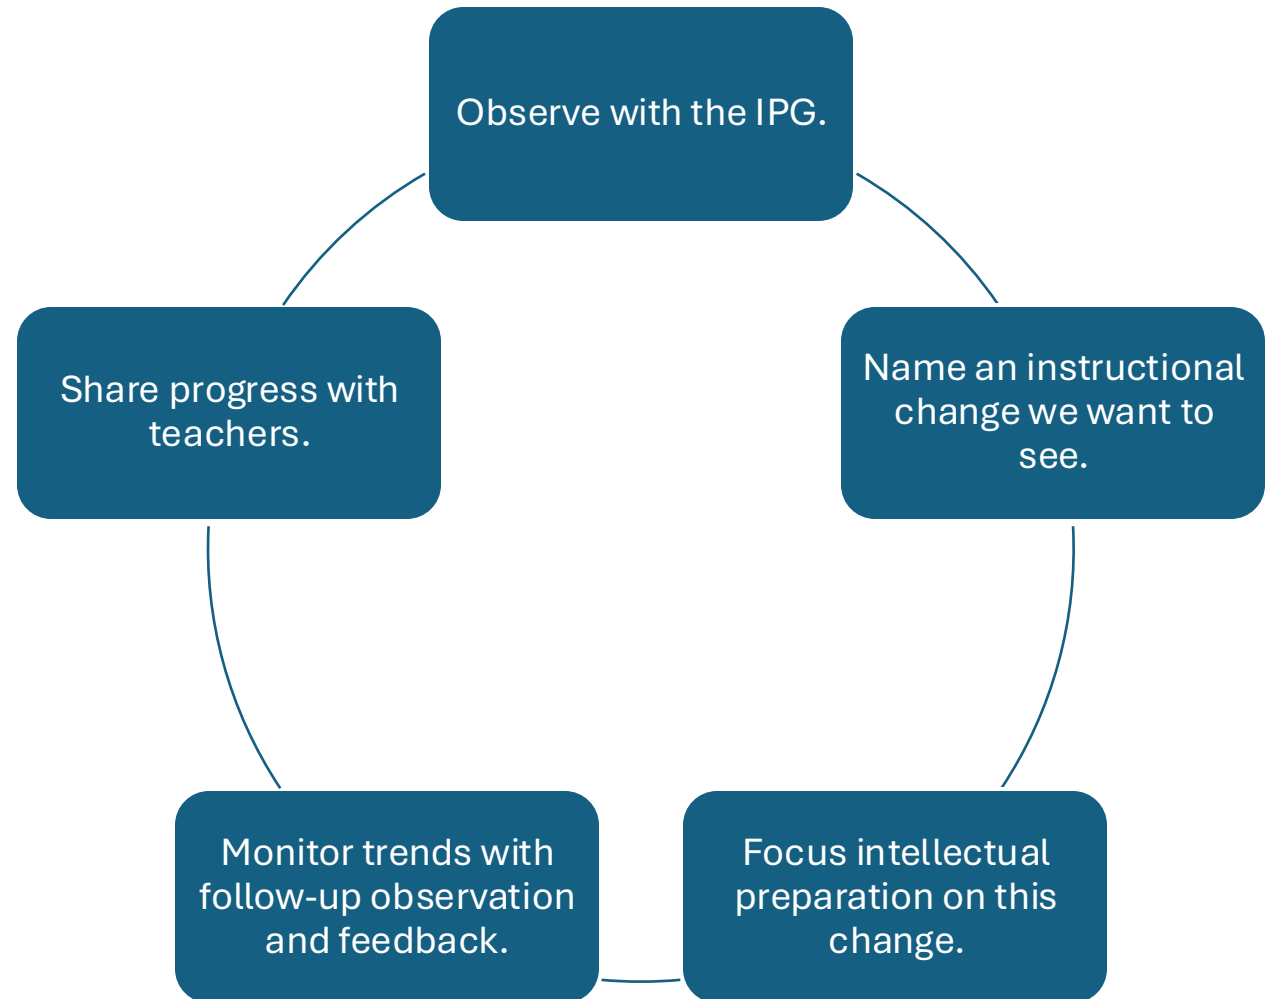 Observe with the IPG.
Name an instructional
change we want to
see.
Focus intellectual
preparation on this
change.
Monitor trends with
follow-up observation
and feedback.
Share progress with
teachers.